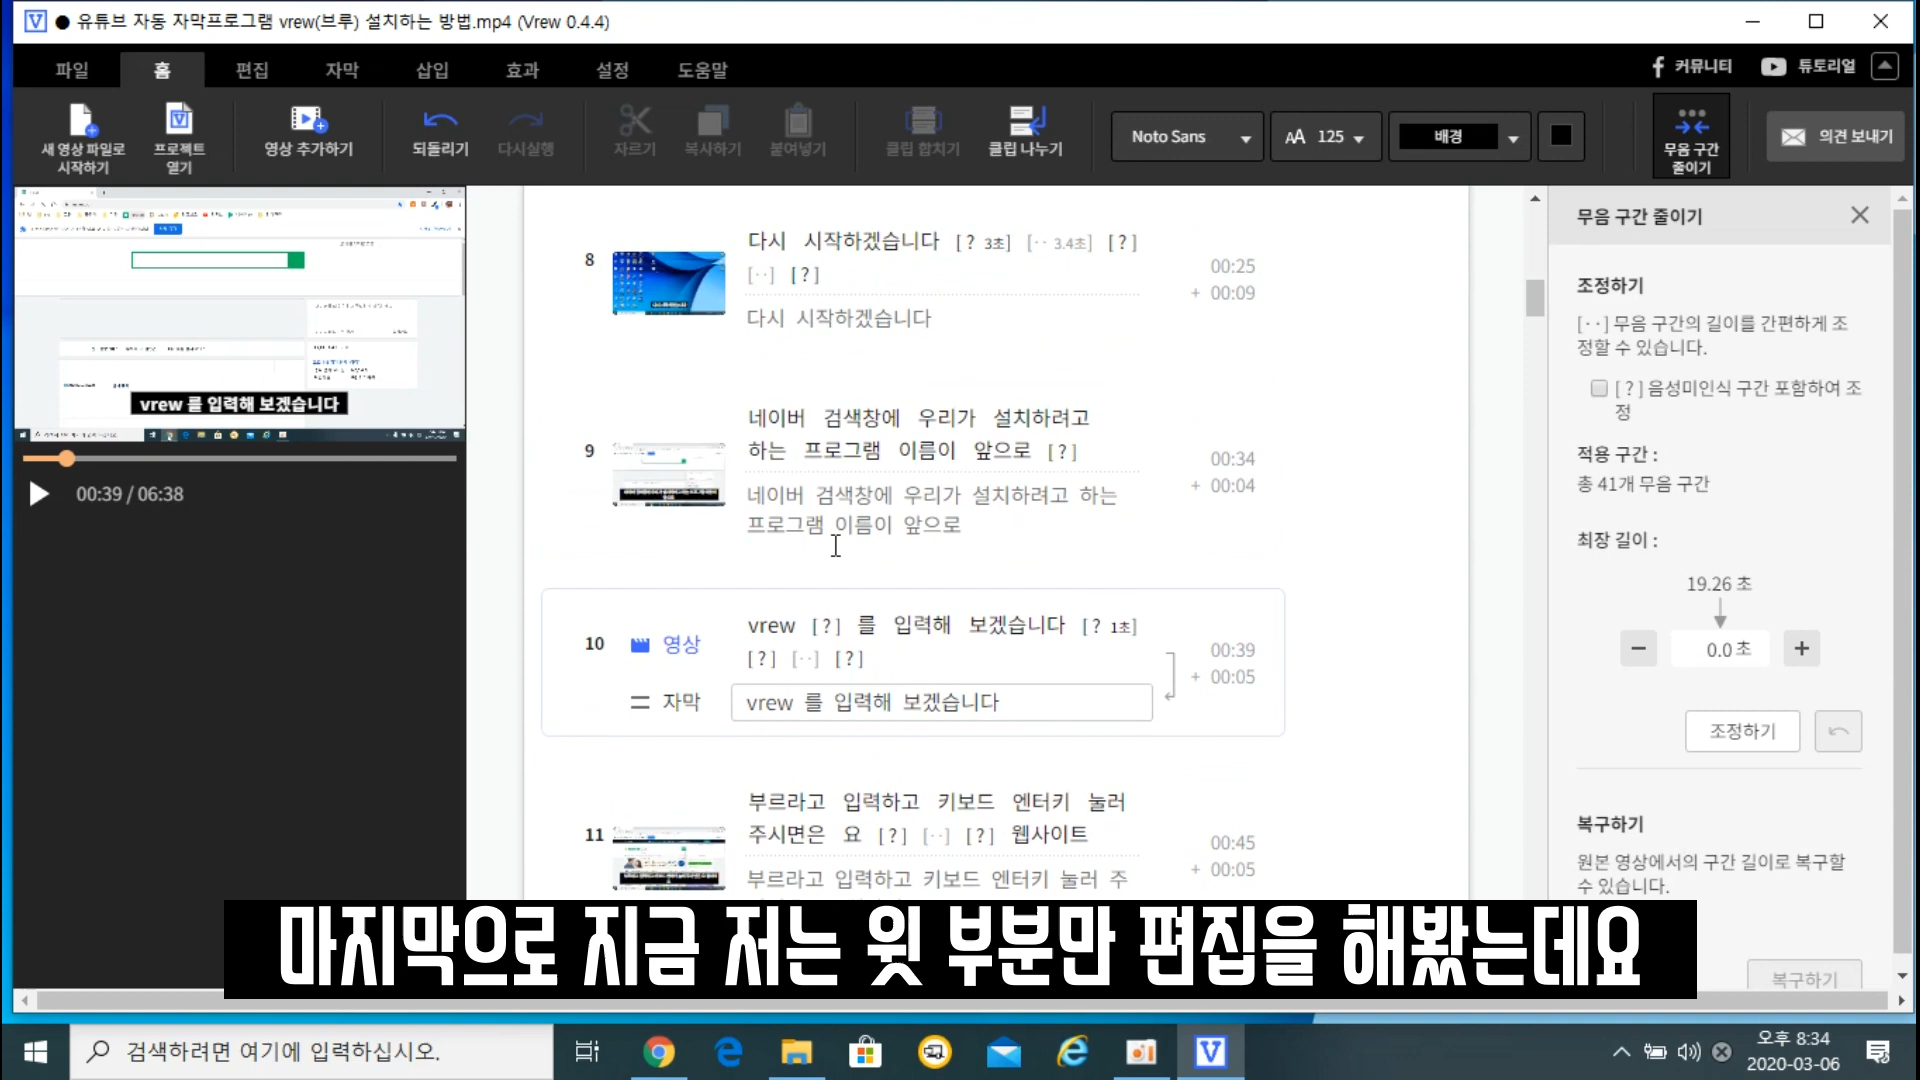 ● 유튜브 자동 자막프로그램 vrew(브루) 설치하는 방법.mp4 (Vrew 0.4.4)
파일 홈 편집 자막 삽입 효과 설정 도움말 커뮤니티 튜토리얼
새 영상 파일로 시작하기
프로젝트 열기
영상 추가하기
되돌리기
다시실행
자르기
복사하기
붙여넣기
클립 합치기
클립 나누기
Noto Sans
AA 125
배경
무음 구간 줄이기
의견 보내기
vrew 를 입력해 보겠습니다
00:39 / 06:38
8
다시 시작하겠습니다 [ ? 3초] [·· 3.4초] [ ? ]
[··] [ ? ]
다시 시작하겠습니다
00:25
+ 00:09
9
네이버 검색창에 우리가 설치하려고
하는 프로그램 이름이 앞으로 [ ? ]
네이버 검색창에 우리가 설치하려고 하는
프로그램 이름이 앞으로
00:34
+ 00:04
10
영상
vrew [ ? ] 를 입력해 보겠습니다 [ ? 1초]
[ ? ] [··] [ ? ]
자막
vrew 를 입력해 보겠습니다
00:39
+ 00:05
11
부르라고 입력하고 키보드 엔터키 눌러
주시면은 요 [ ? ] [··] [ ? ] 웹사이트
부르라고 입력하고 키보드 엔터키 눌러 주
00:45
+ 00:05
무음 구간 줄이기
조정하기
[··] 무음 구간의 길이를 간편하게 조
정할 수 있습니다.
[ ? ] 음성미인식 구간 포함하여 조
정
적용 구간 :
총 41개 무음 구간
최장 길이 :
19.26 초
− 0.0 초 +
조정하기
복구하기
원본 영상에서의 구간 길이로 복구할
수 있습니다.
복구하기
마지막으로 지금 저는 윗 부분만 편집을 해봤는데요
검색하려면 여기에 입력하십시오.
오후 8:34
2020-03-06